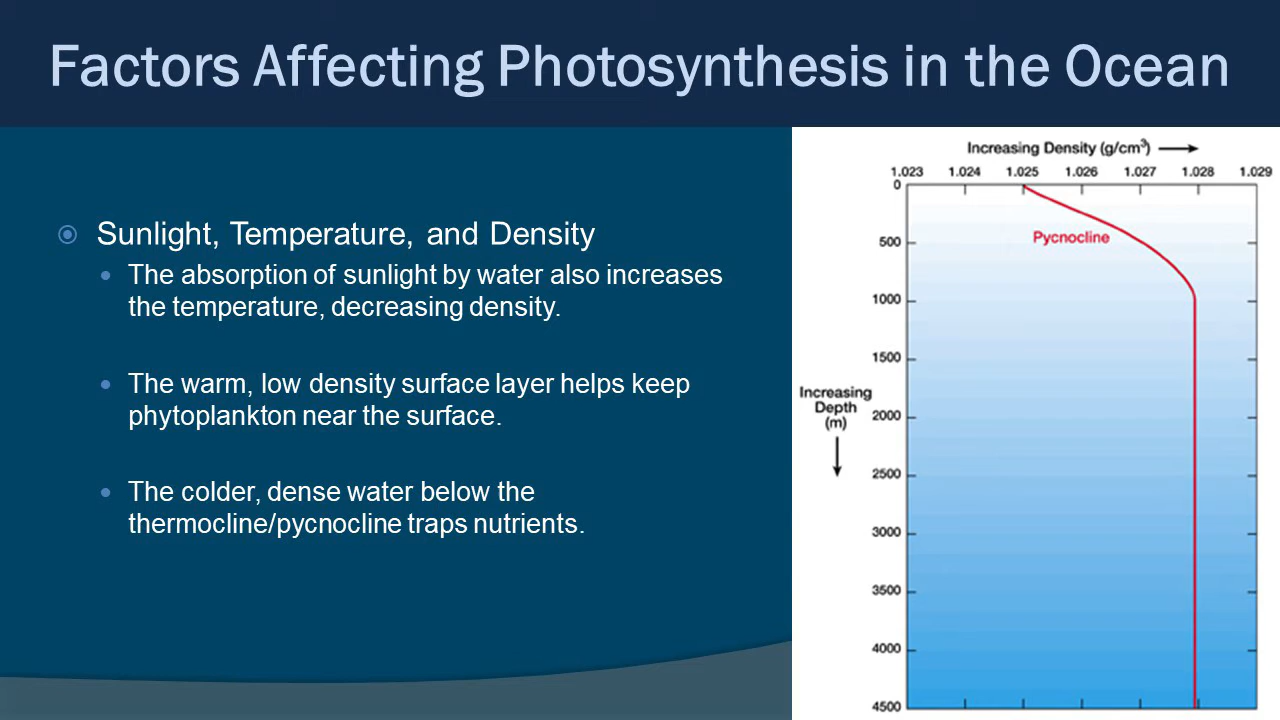 Factors Affecting Photosynthesis in the Ocean
Sunlight, Temperature, and Density
The absorption of sunlight by water also increases
the temperature, decreasing density.
The warm, low density surface layer helps keep
phytoplankton near the surface.
The colder, dense water below the
thermocline/pycnocline traps nutrients.
Increasing Density (g/cm³)
1.023 1.024 1.025 1.026 1.027 1.028 1.029
0
Pycnocline
500
1000
1500
Increasing
Depth
(m)
2000
2500
3000
3500
4000
4500